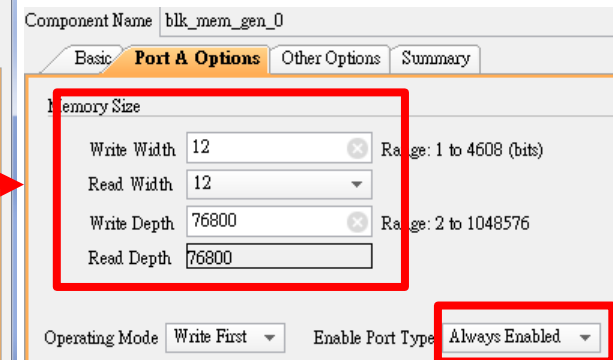 Component Name blk_mem_gen_0
Basic Port A Options Other Options Summary
Memory Size
Write Width 12 Range: 1 to 4608 (bits)
Read Width 12
Write Depth 76800 Range: 2 to 1048576
Read Depth 76800
Operating Mode Write First Enable Port Type Always Enabled